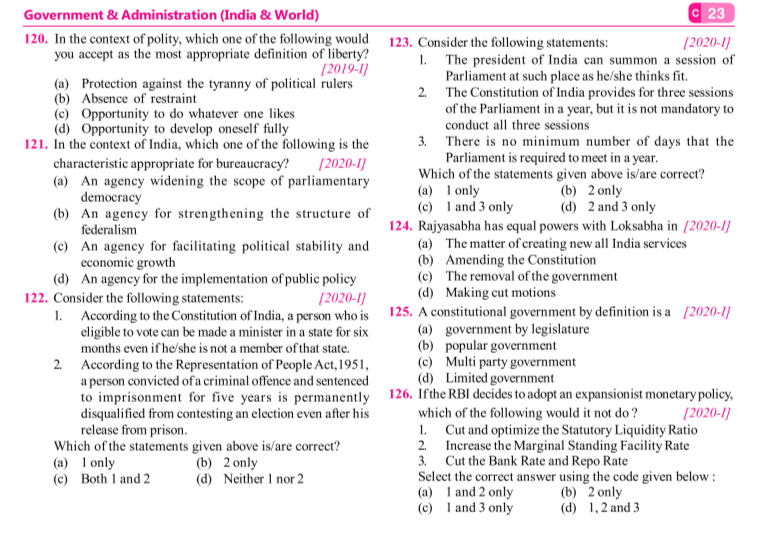 Government & Administration (India & World)
C 23
120. In the context of polity, which one of the following would
you accept as the most appropriate definition of liberty?
[2019-I]
(a) Protection against the tyranny of political rulers
(b) Absence of restraint
(c) Opportunity to do whatever one likes
(d) Opportunity to develop oneself fully
121. In the context of India, which one of the following is the
characteristic appropriate for bureaucracy? [2020-I]
(a) An agency widening the scope of parliamentary
democracy
(b) An agency for strengthening the structure of
federalism
(c) An agency for facilitating political stability and
economic growth
(d) An agency for the implementation of public policy
122. Consider the following statements: [2020-I]
1. According to the Constitution of India, a person who is
eligible to vote can be made a minister in a state for six
months even if he/she is not a member of that state.
2. According to the Representation of People Act,1951,
a person convicted of a criminal offence and sentenced
to imprisonment for five years is permanently
disqualified from contesting an election even after his
release from prison.
Which of the statements given above is/are correct?
(a) 1 only (b) 2 only
(c) Both 1 and 2 (d) Neither 1 nor 2
123. Consider the following statements: [2020-I]
1. The president of India can summon a session of
Parliament at such place as he/she thinks fit.
2. The Constitution of India provides for three sessions
of the Parliament in a year, but it is not mandatory to
conduct all three sessions
3. There is no minimum number of days that the
Parliament is required to meet in a year.
Which of the statements given above is/are correct?
(a) 1 only (b) 2 only
(c) 1 and 3 only (d) 2 and 3 only
124. Rajyasabha has equal powers with Loksabha in [2020-I]
(a) The matter of creating new all India services
(b) Amending the Constitution
(c) The removal of the government
(d) Making cut motions
125. A constitutional government by definition is a [2020-I]
(a) government by legislature
(b) popular government
(c) Multi party government
(d) Limited government
126. If the RBI decides to adopt an expansionist monetary policy,
which of the following would it not do ? [2020-I]
1. Cut and optimize the Statutory Liquidity Ratio
2. Increase the Marginal Standing Facility Rate
3. Cut the Bank Rate and Repo Rate
Select the correct answer using the code given below :
(a) 1 and 2 only (b) 2 only
(c) 1 and 3 only (d) 1, 2 and 3